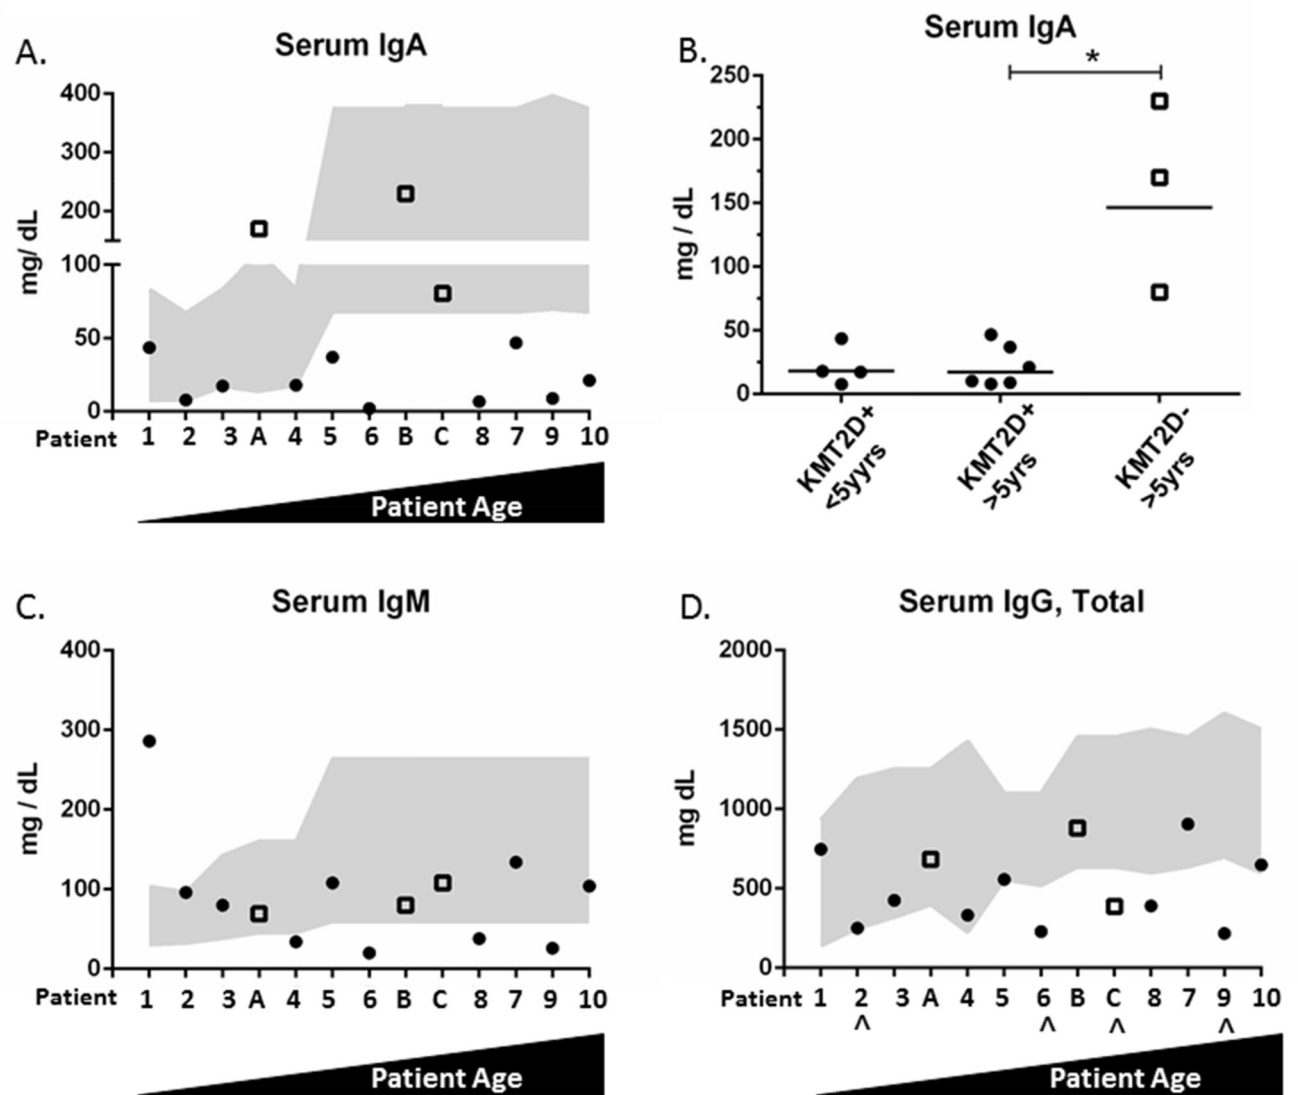 A.
Serum IgA
400
300
200
100
50
0
mg/ dL
Patient 1 2 3 A 4 5 6 B C 8 7 9 10
Patient Age
B.
Serum IgA
*
250
200
150
100
50
0
mg / dL
KMT2D+
<5yyrs
KMT2D+
>5yrs
KMT2D-
>5yrs
C.
Serum IgM
400
300
200
100
0
mg / dL
Patient 1 2 3 A 4 5 6 B C 8 7 9 10
Patient Age
D.
Serum IgG, Total
2000
1500
1000
500
0
mg dL
Patient 1 2 3 A 4 5 6 B C 8 7 9 10
^ ^ ^ ^
Patient Age